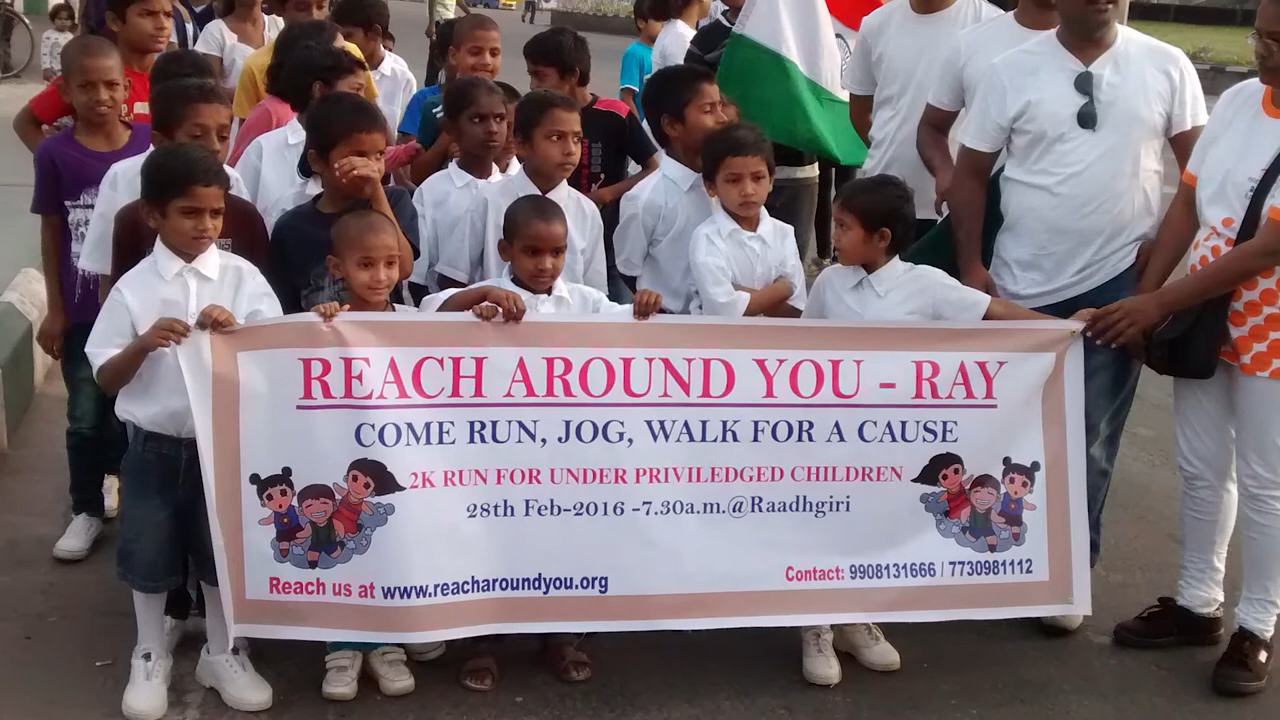 REACH AROUND YOU - RAY
COME RUN, JOG, WALK FOR A CAUSE
2K RUN FOR UNDER PRIVILEDGED CHILDREN
28th Feb-2016 -7.30a.m.@Raadhgiri
Reach us at www.reacharoundyou.org
Contact: 9908131666 / 7730981112